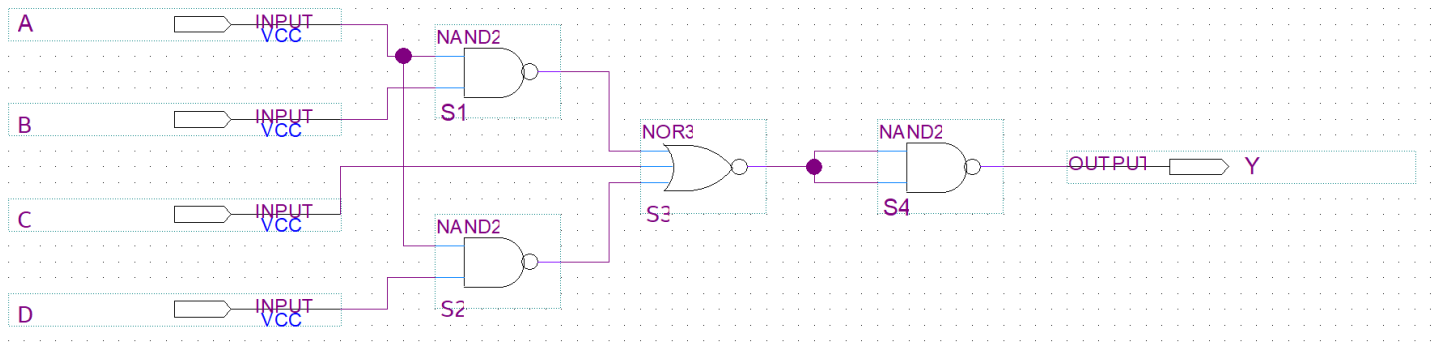 A
INPUT
VCC
NAND2
S1
B
INPUT
VCC
NOR3
S3
NAND2
S4
OUTPUT
Y
C
INPUT
VCC
NAND2
S2
D
INPUT
VCC